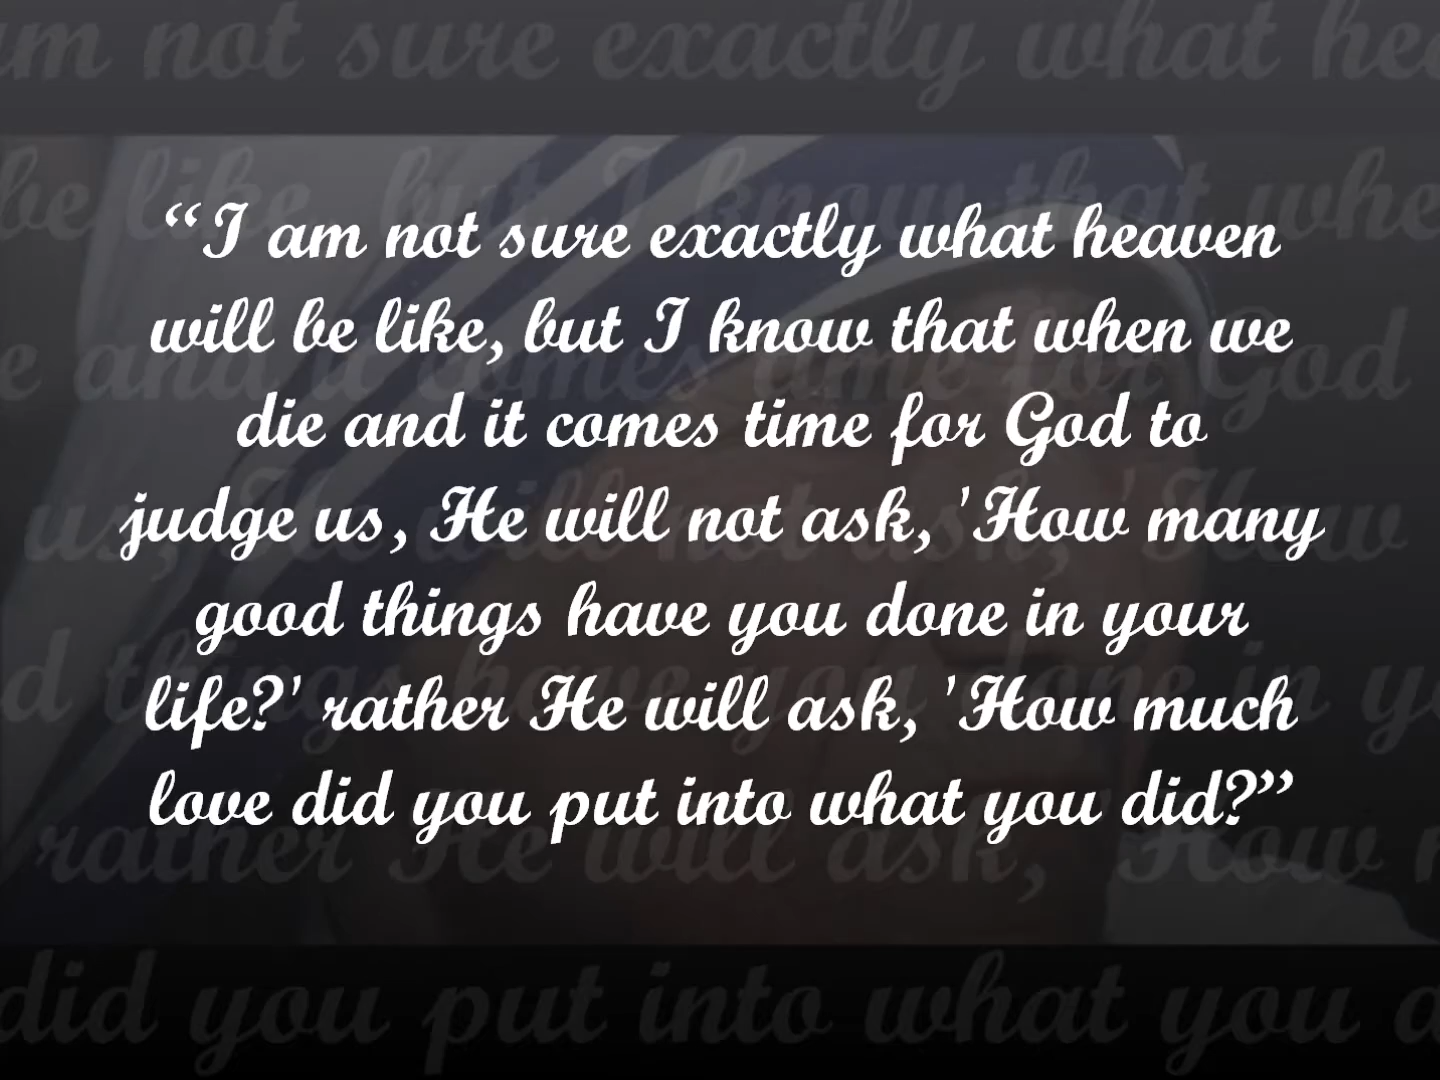 “I am not sure exactly what heaven
will be like, but I know that when we
die and it comes time for God to
judge us, He will not ask, 'How many
good things have you done in your
life?' rather He will ask, 'How much
love did you put into what you did?”